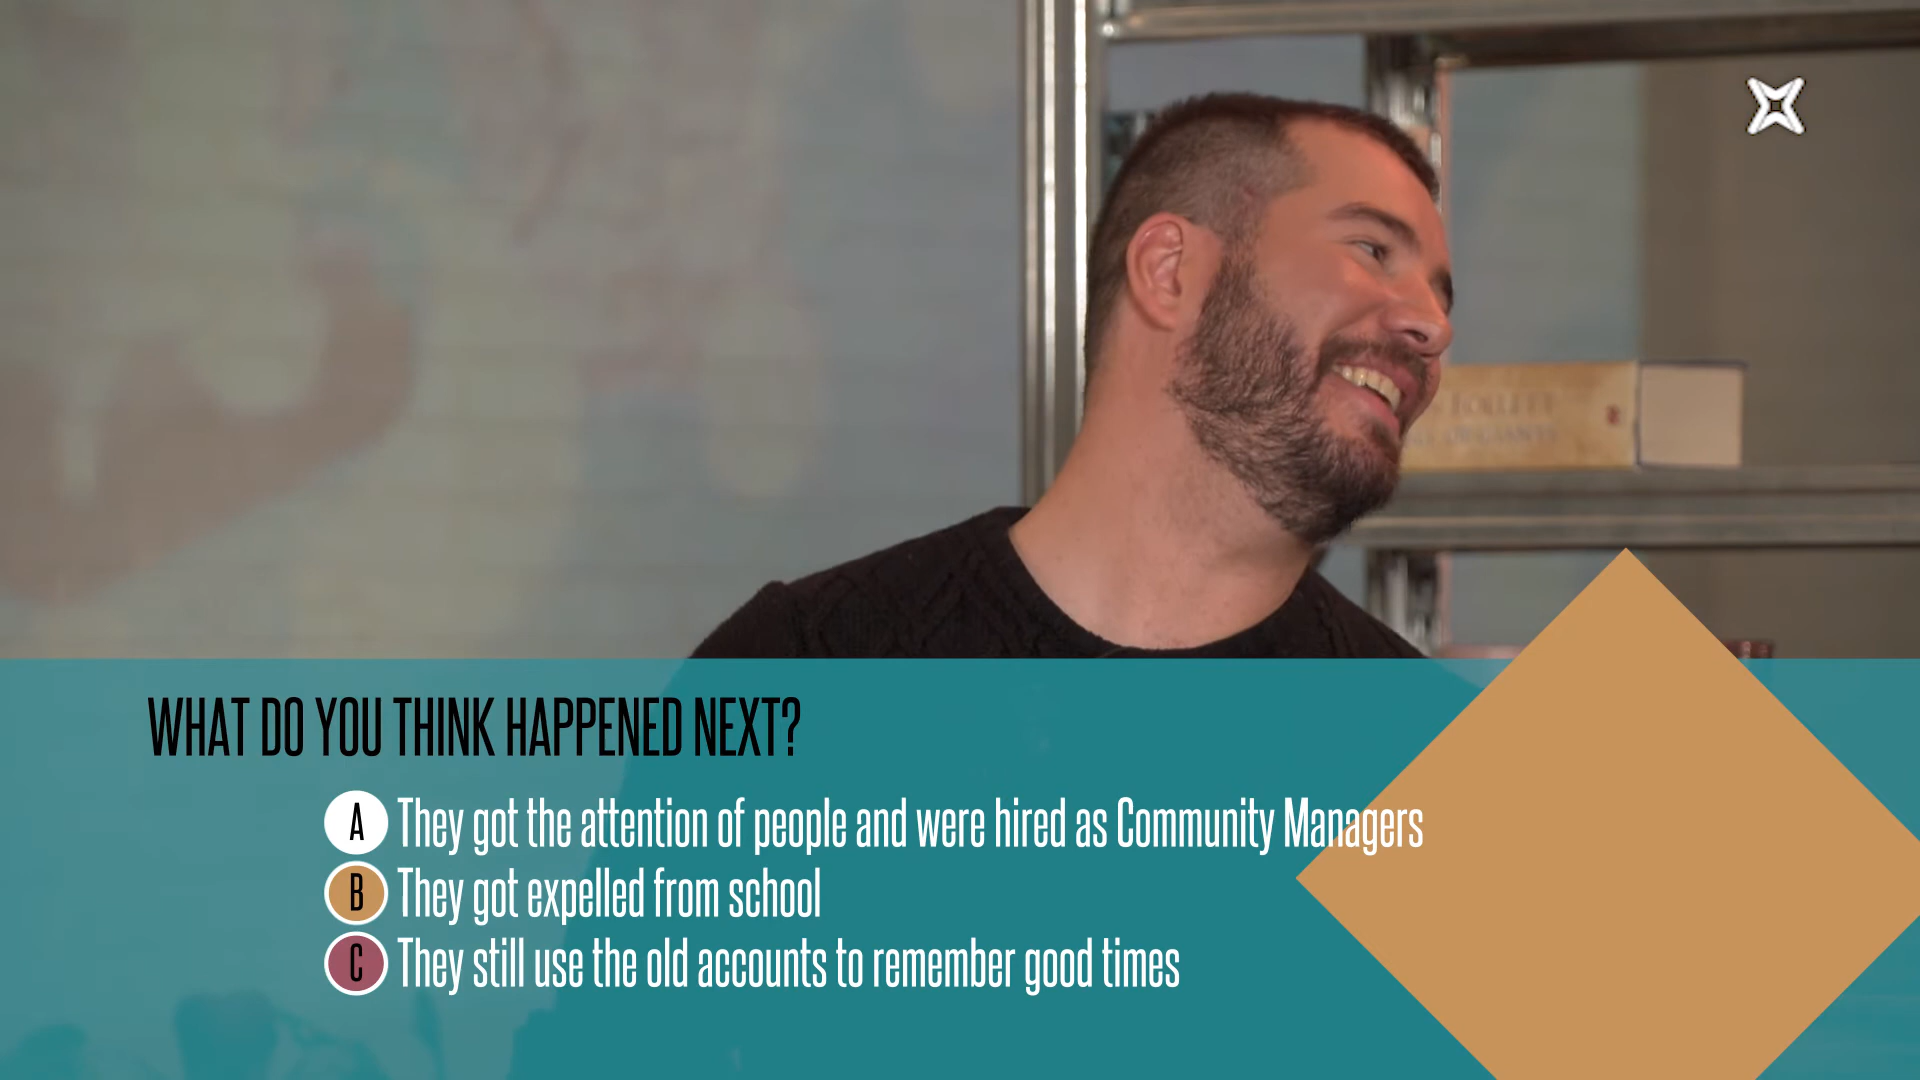 WHAT DO YOU THINK HAPPENED NEXT?
A They got the attention of people and were hired as Community Managers
B They got expelled from school
C They still use the old accounts to remember good times